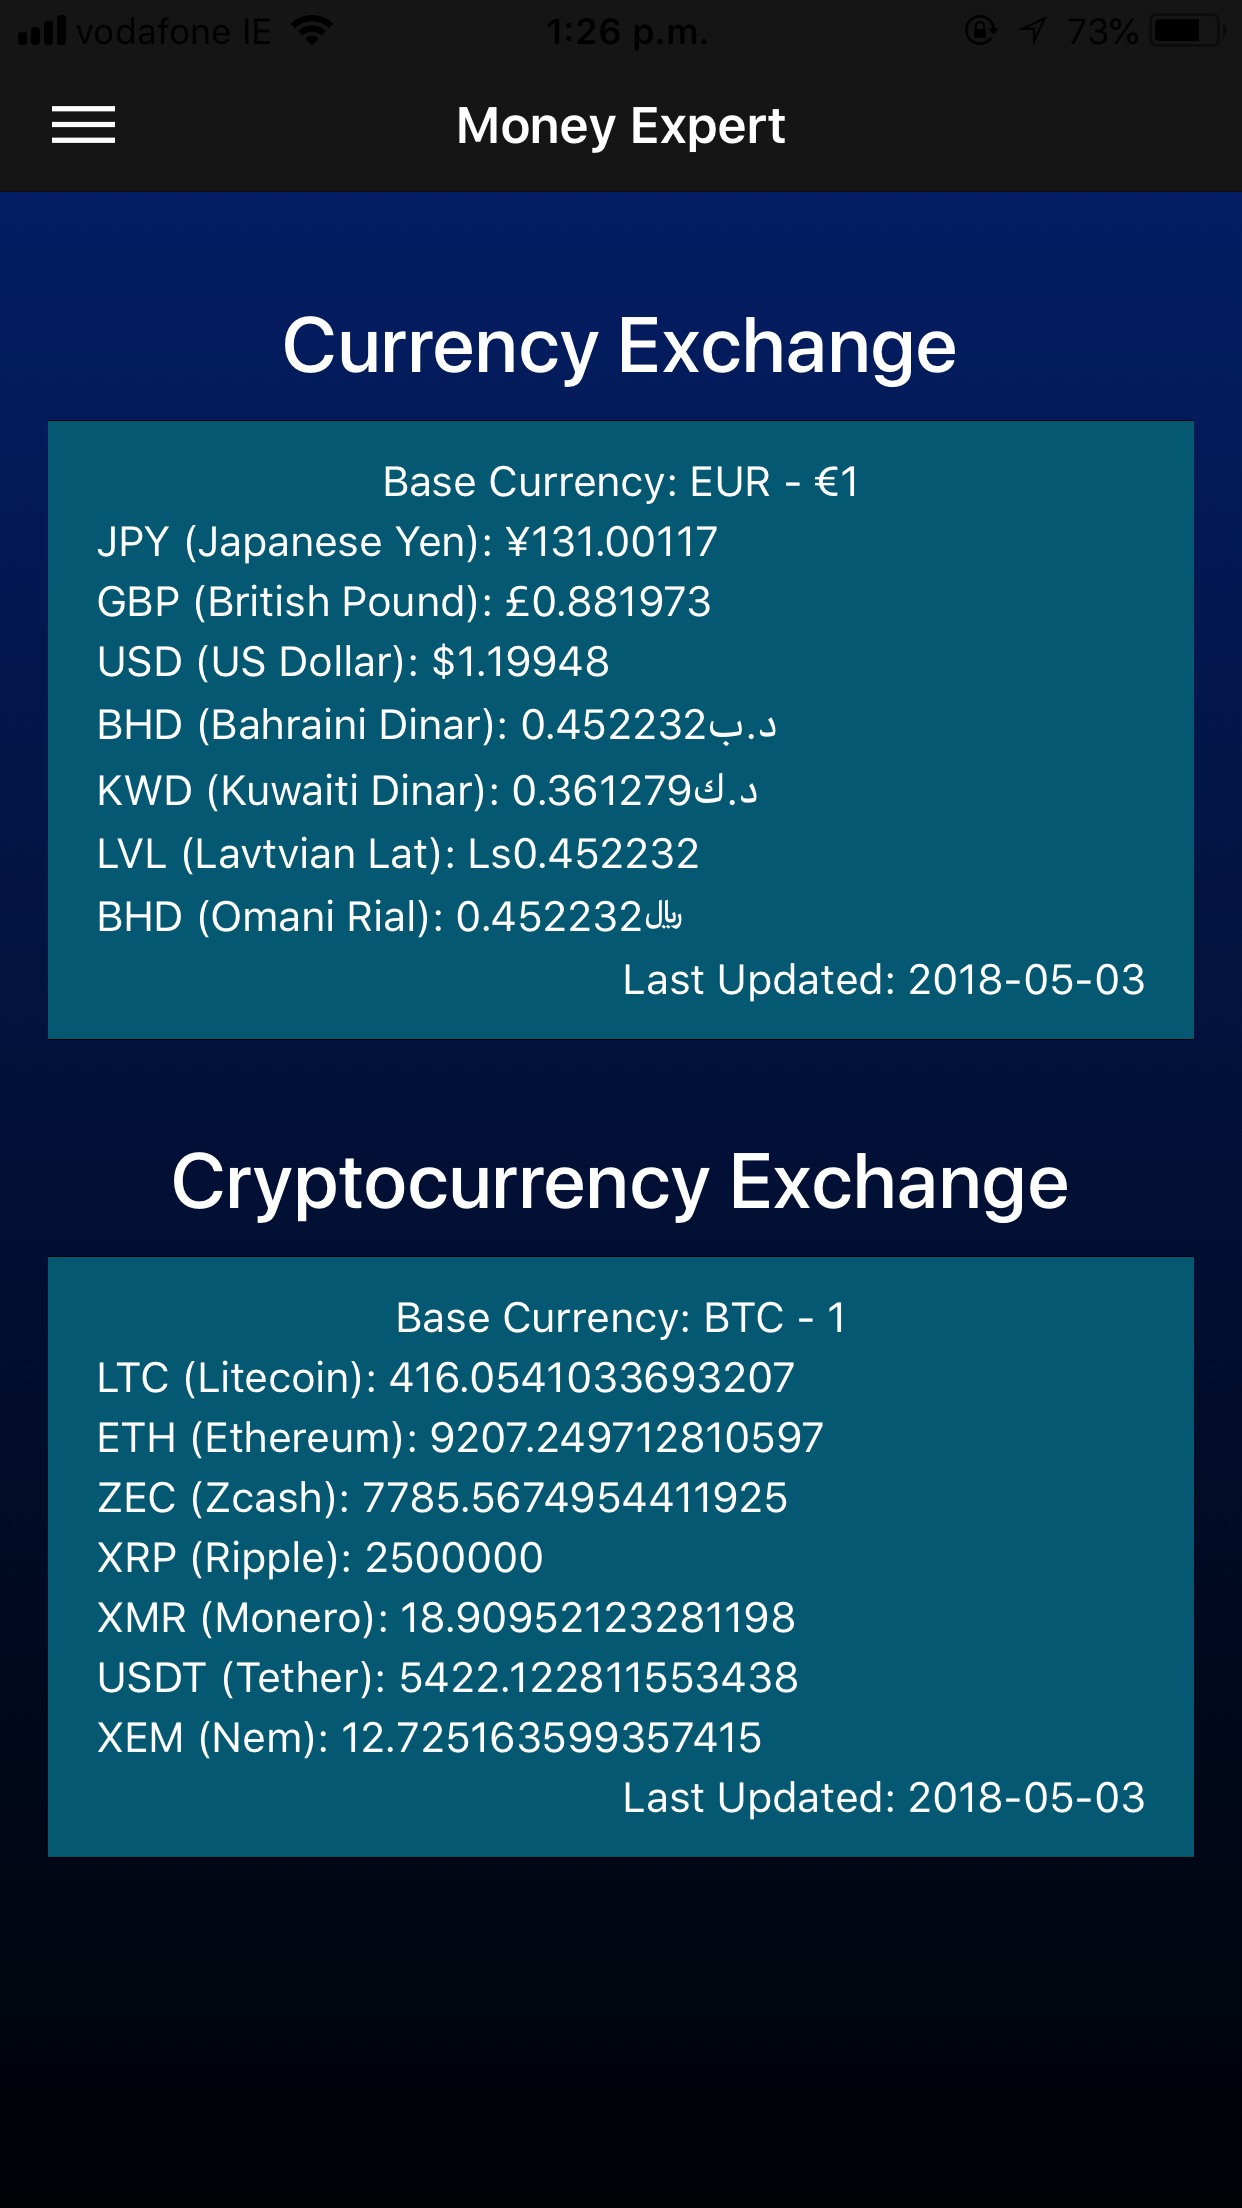 vodafone IE 1:26 p.m. 73%
Money Expert
Currency Exchange
Base Currency: EUR - €1
JPY (Japanese Yen): ¥131.00117
GBP (British Pound): £0.881973
USD (US Dollar): $1.19948
BHD (Bahraini Dinar): 0.452232د.ب
KWD (Kuwaiti Dinar): 0.361279د.ك
LVL (Lavtvian Lat): Ls0.452232
BHD (Omani Rial): 0.452232﷼
Last Updated: 2018-05-03
Cryptocurrency Exchange
Base Currency: BTC - 1
LTC (Litecoin): 416.0541033693207
ETH (Ethereum): 9207.249712810597
ZEC (Zcash): 7785.5674954411925
XRP (Ripple): 2500000
XMR (Monero): 18.90952123281198
USDT (Tether): 5422.122811553438
XEM (Nem): 12.725163599357415
Last Updated: 2018-05-03